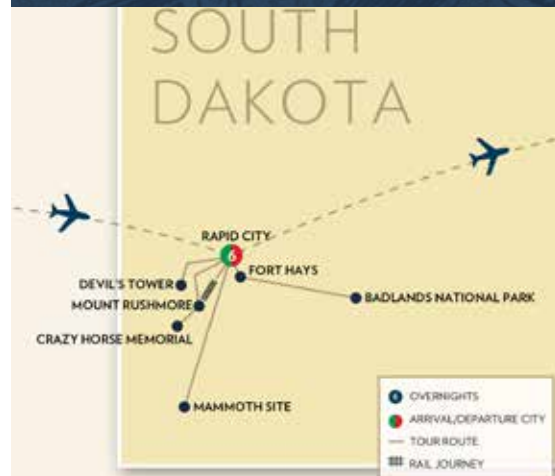 SOUTH
DAKOTA
RAPID CITY
6
FORT HAYS
DEVIL'S TOWER
BADLANDS NATIONAL PARK
MOUNT RUSHMORE
CRAZY HORSE MEMORIAL
MAMMOTH SITE
6 OVERNIGHTS
ARRIVAL/DEPARTURE CITY
TOUR ROUTE
RAIL JOURNEY